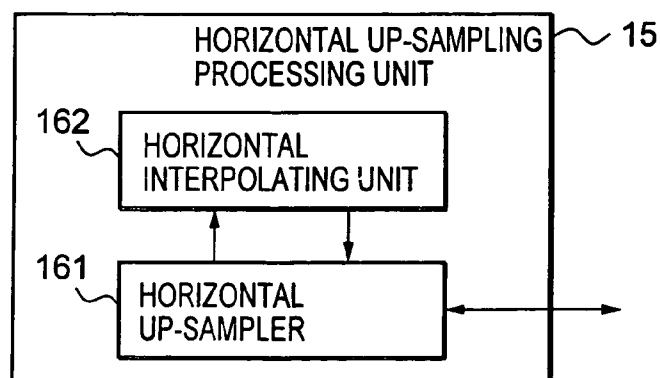 HORIZONTAL UP-SAMPLING
PROCESSING UNIT
15
162
HORIZONTAL
INTERPOLATING UNIT
161
HORIZONTAL
UP-SAMPLER